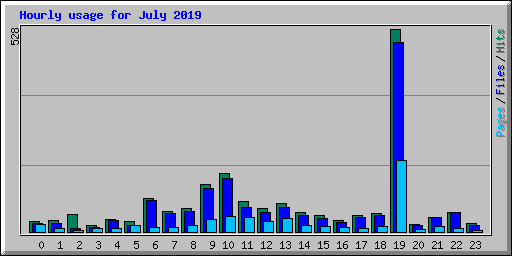 Hourly usage for July 2019
528
Pages/Files/Hits
0 1 2 3 4 5 6 7 8 9 10 11 12 13 14 15 16 17 18 19 20 21 22 23